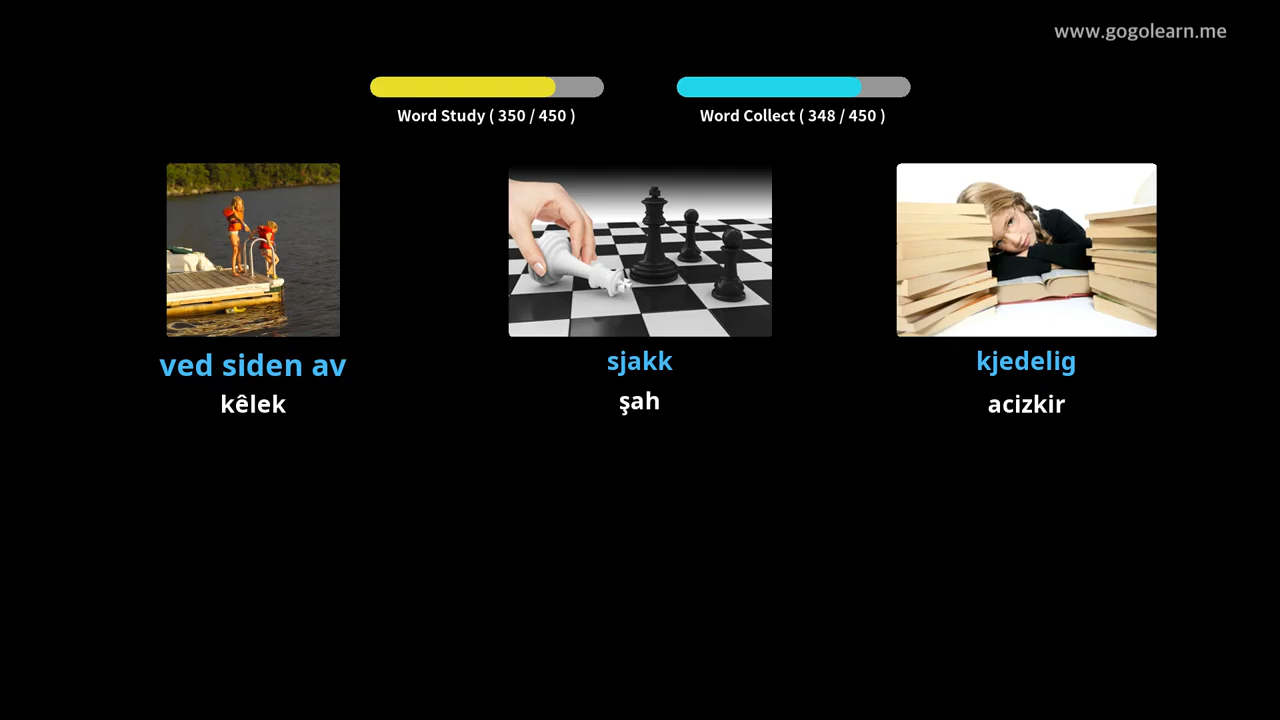 www.gogolearn.me
Word Study ( 350 / 450 )
Word Collect ( 348 / 450 )
ved siden av
kêlek
sjakk
şah
kjedelig
acizkir